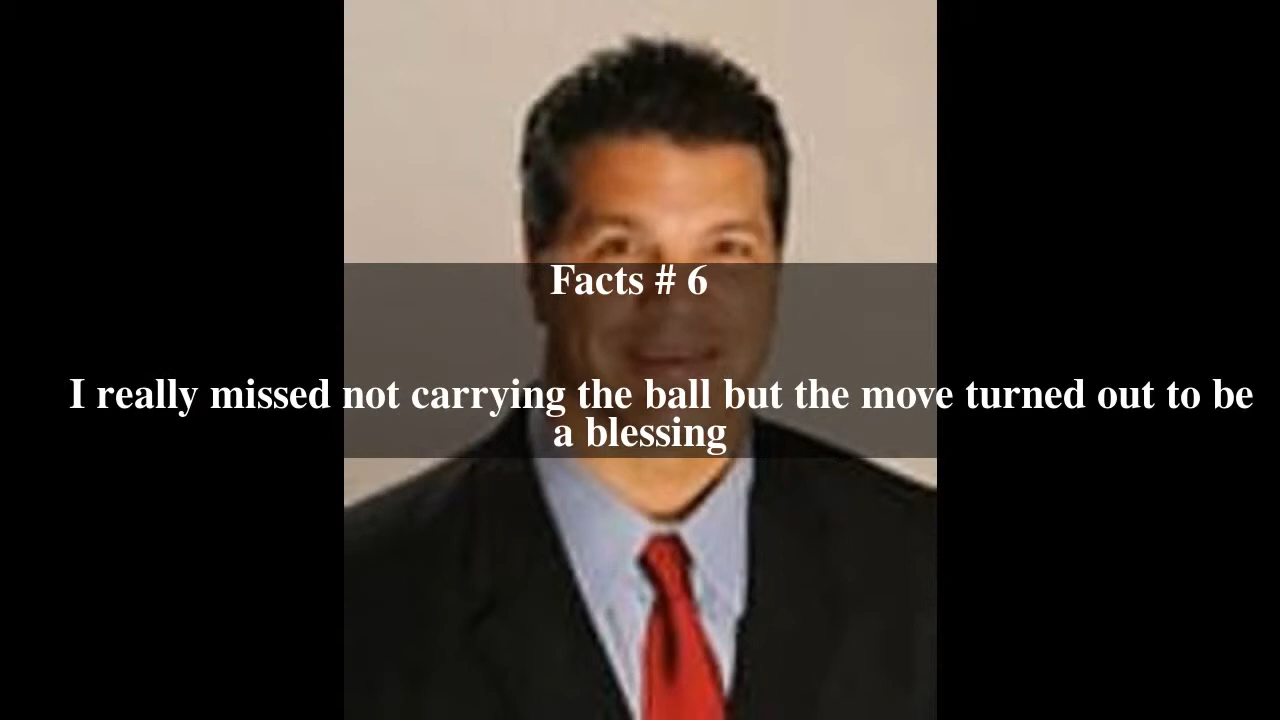 Facts # 6
I really missed not carrying the ball but the move turned out to be
a blessing